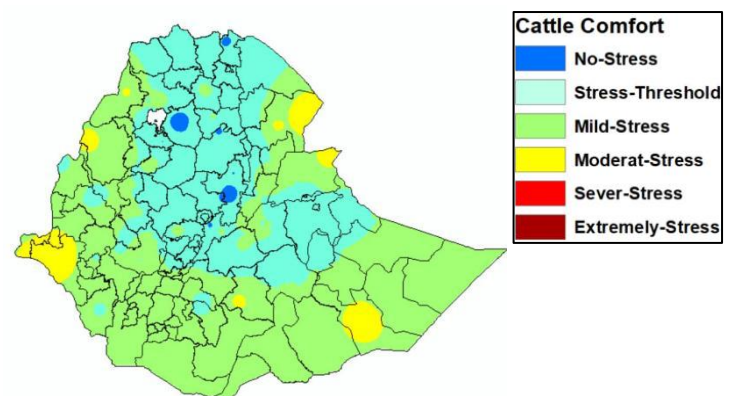 Cattle Comfort
No-Stress
Stress-Threshold
Mild-Stress
Moderat-Stress
Sever-Stress
Extremely-Stress